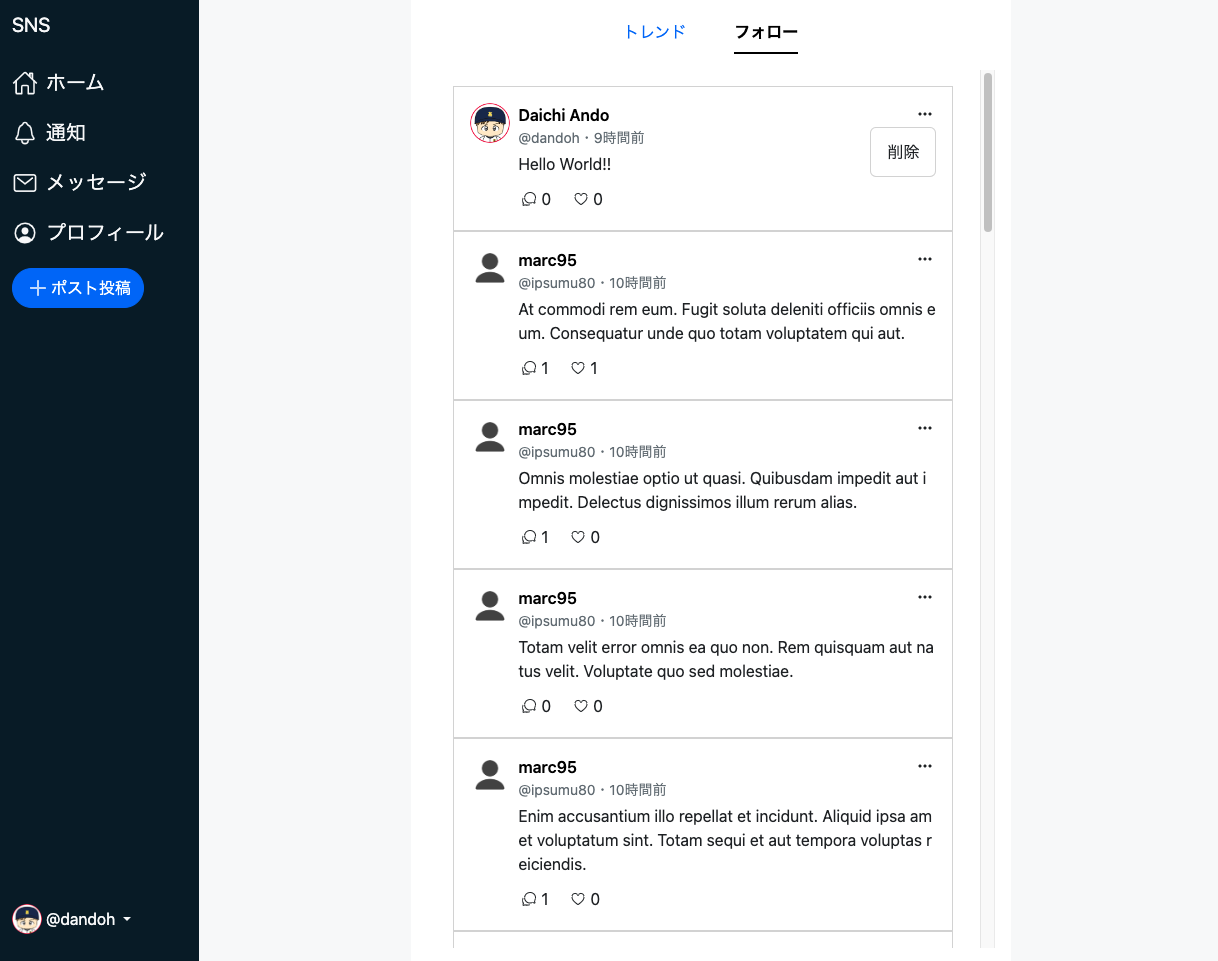 SNS
ホーム
通知
メッセージ
プロフィール
ポスト投稿
@dandoh
トレンド
フォロー
Daichi Ando
@dandoh・9時間前
削除
Hello World!!
0 0
marc95
@ipsumu80・10時間前
At commodi rem eum. Fugit soluta deleniti officiis omnis e
um. Consequatur unde quo totam voluptatem qui aut.
1 1
marc95
@ipsumu80・10時間前
Omnis molestiae optio ut quasi. Quibusdam impedit aut i
mpedit. Delectus dignissimos illum rerum alias.
1 0
marc95
@ipsumu80・10時間前
Totam velit error omnis ea quo non. Rem quisquam aut na
tus velit. Voluptate quo sed molestiae.
0 0
marc95
@ipsumu80・10時間前
Enim accusantium illo repellat et incidunt. Aliquid ipsa am
et voluptatum sint. Totam sequi et aut tempora voluptas r
eiciendis.
1 0